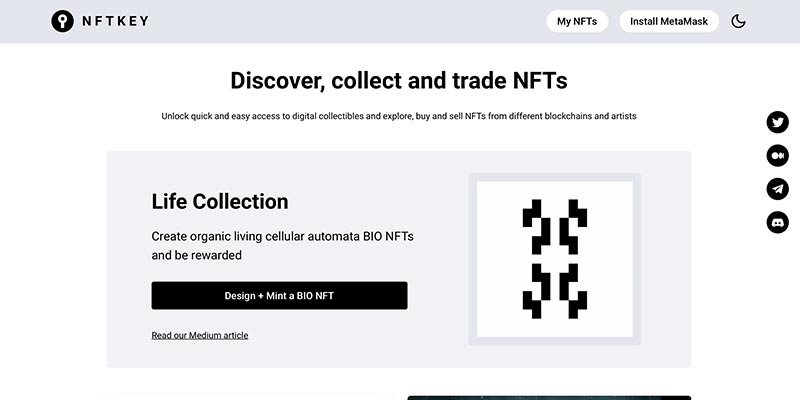 NFTKEY
My NFTs
Install MetaMask
Discover, collect and trade NFTs
Unlock quick and easy access to digital collectibles and explore, buy and sell NFTs from different blockchains and artists
Life Collection
Create organic living cellular automata BIO NFTs
and be rewarded
Design + Mint a BIO NFT
Read our Medium article